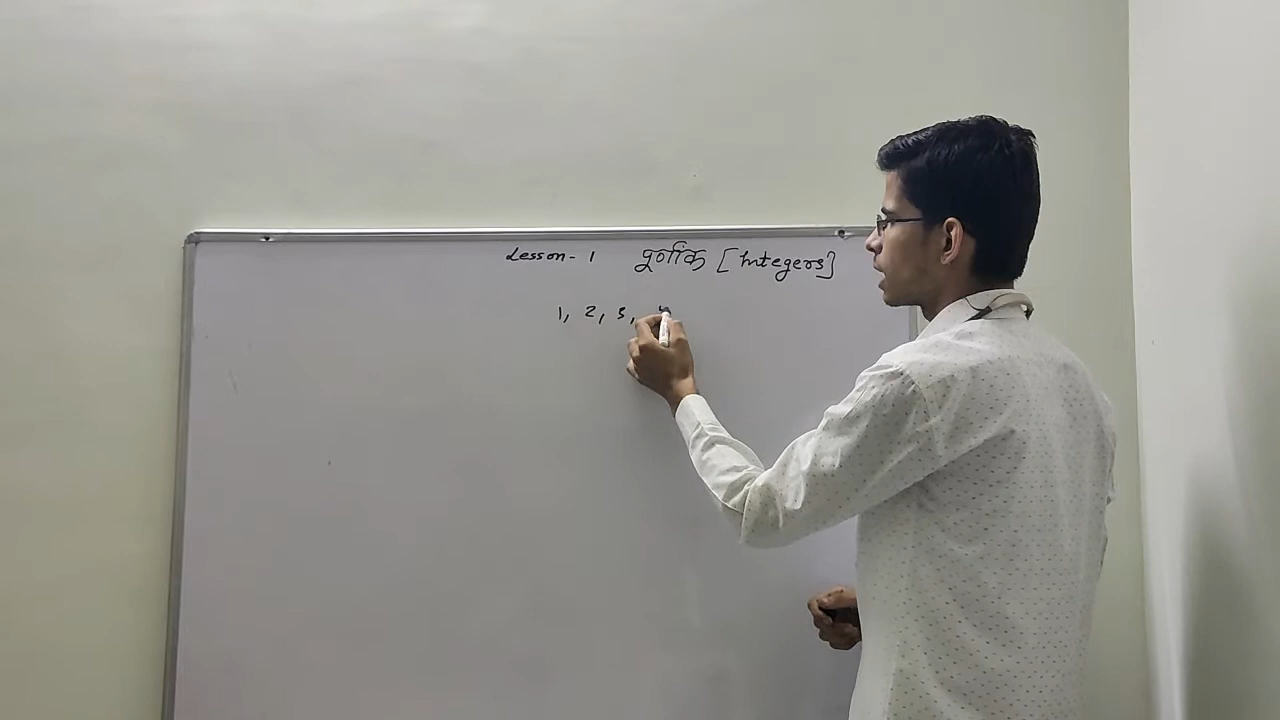 Lesson - 1 पूर्णांक [Integers]
1, 2, 3,